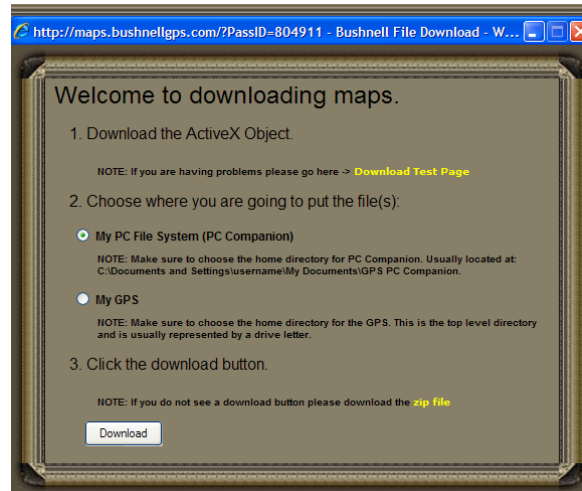 http://maps.bushnellgps.com/?PassID=804911 - Bushnell File Download - W...
Welcome to downloading maps.
1. Download the ActiveX Object.
NOTE: If you are having problems please go here -> Download Test Page
2. Choose where you are going to put the file(s):
My PC File System (PC Companion)
NOTE: Make sure to choose the home directory for PC Companion. Usually located at:
C:\Documents and Settings\username\My Documents\GPS PC Companion.
My GPS
NOTE: Make sure to choose the home directory for the GPS. This is the top level directory
and is usually represented by a drive letter.
3. Click the download button.
NOTE: If you do not see a download button please download the zip file
Download